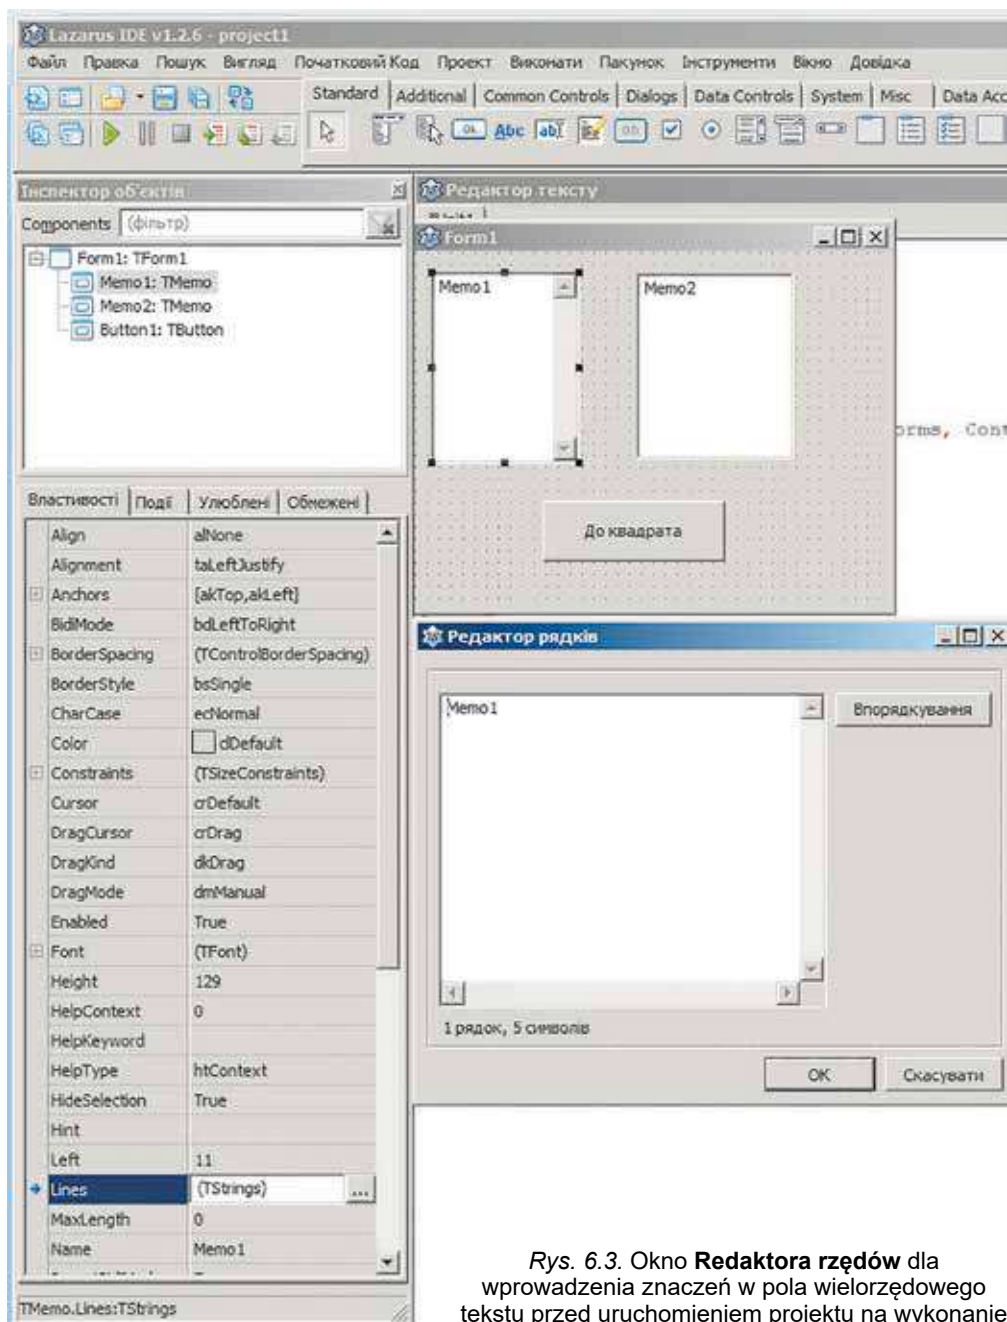 Lazarus IDE v1.2.6 - project1
Файл Правка Пошук Вигляд Початковий Код Проект Виконати Пакунок Інструменти Вікно Довідка
Standard Additional Common Controls Dialogs Data Controls System Misc Data Acc
Ok Abc ab on
Інспектор об'єктів
Components (фільтр)
Form1: TForm1
Memo1: TMemo
Memo2: TMemo
Button1: TButton
Властивості Події Улюблені Обмежені
Align alNone
Alignment taLeftJustify
Anchors [akTop,akLeft]
BidiMode bdLeftToRight
BorderSpacing (TControlBorderSpacing)
BorderStyle bsSingle
CharCase ecNormal
Color clDefault
Constraints (TSizeConstraints)
Cursor crDefault
DragCursor crDrag
DragKind dkDrag
DragMode dmManual
Enabled True
Font (TFont)
Height 129
HelpContext 0
HelpKeyword
HelpType htContext
HideSelection True
Hint
Left 11
Lines (TStrings) ...
MaxLength 0
Name Memo1
TMemo.Lines:TStrings
Редактор тексту
Form1
Memo1
Memo2
До квадрата
orms, Cont
Редактор рядків
Memo1
Впорядкування
1 рядок, 5 символів
OK Скасувати
Rys. 6.3. Okno Redaktora rzędów dla
wprowadzenia znaczeń w pola wielorzędowego
tekstu przed uruchomieniem projektu na wykonanie